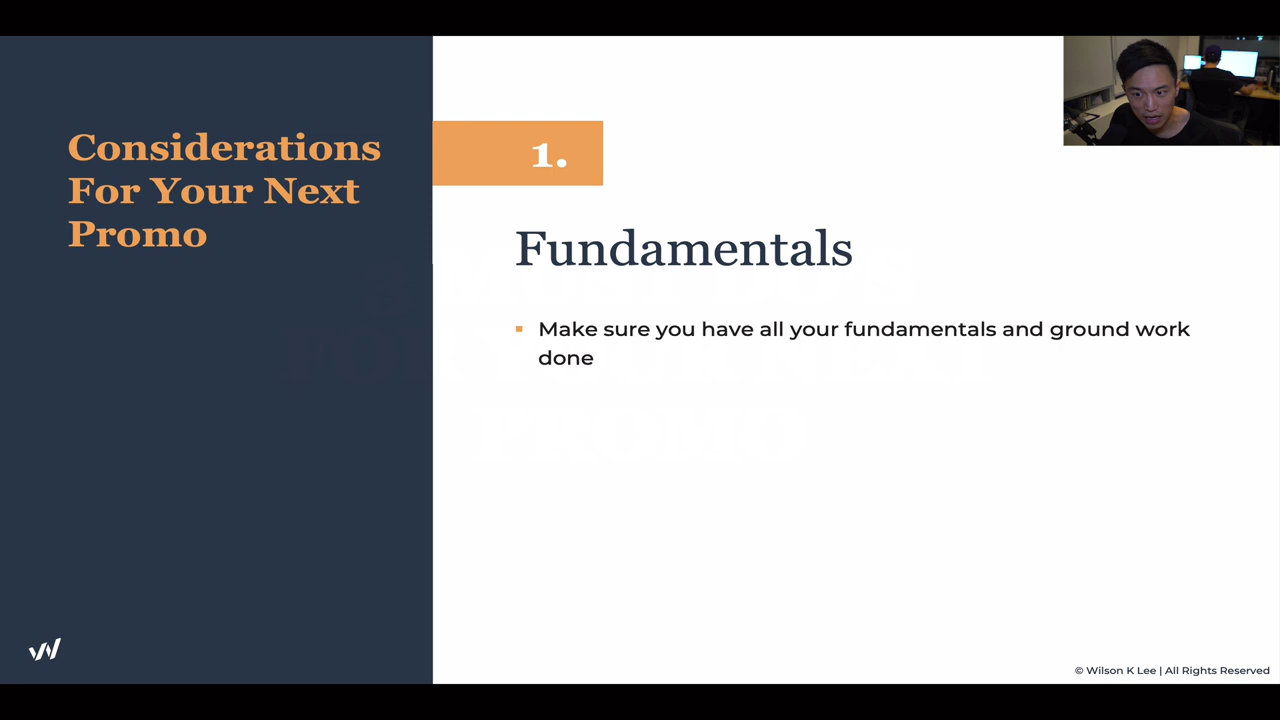 Considerations
For Your Next
Promo
1.
Fundamentals
▪ Make sure you have all your fundamentals and ground work
done
© Wilson K Lee | All Rights Reserved